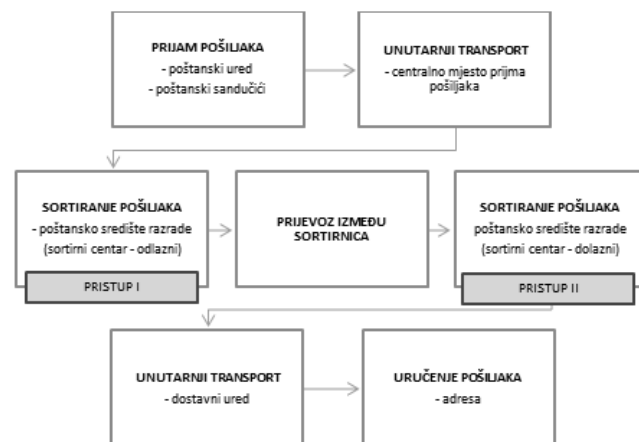 PRIJAM POŠILJAKA
- poštanski ured
- poštanski sandučići
UNUTARNJI TRANSPORT
- centralno mjesto prijma
pošiljaka
SORTIRANJE POŠILJAKA
- poštansko središte razrade
(sortirni centar - odlazni)
PRISTUP I
PRIJEVOZ IZMEĐU
SORTIRNICA
SORTIRANJE POŠILJAKA
poštansko središte razrade
(sortirni centar - dolazni)
PRISTUP II
UNUTARNJI TRANSPORT
- dostavni ured
URUČENJE POŠILJAKA
- adresa